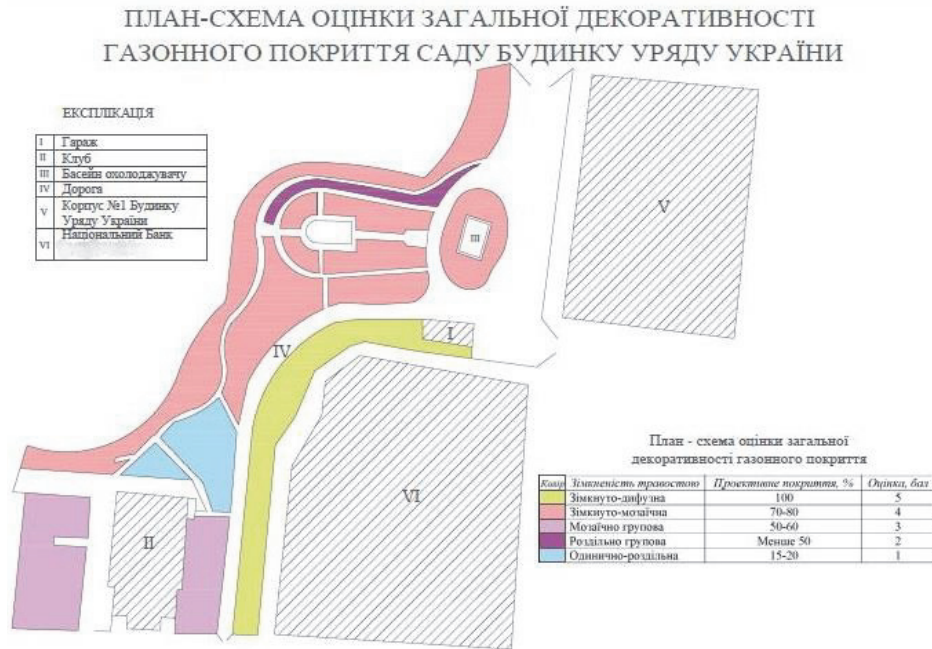 ПЛАН-СХЕМА ОЦІНКИ ЗАГАЛЬНОЇ ДЕКОРАТИВНОСТІ
ГАЗОННОГО ПОКРИТТЯ САДУ БУДИНКУ УРЯДУ УКРАЇНИ
ЕКСПЛІКАЦІЯ
I Гараж
II Клуб
III Басейн охолоджувачу
IV Дорога
V Корпус №1 Будинку
Уряду України
VI Національний Банк
V
III
I
IV
VI
II
План - схема оцінки загальної
декоративності газонного покриття
Колір Зімкненість травостою Проективне покриття, % Оцінка, бал
Зімкнуто-дифузна 100 5
Зімкнуто-мозаїчна 70-80 4
Мозаїчно групова 50-60 3
Роздільно групова Менше 50 2
Одинично-роздільна 15-20 1